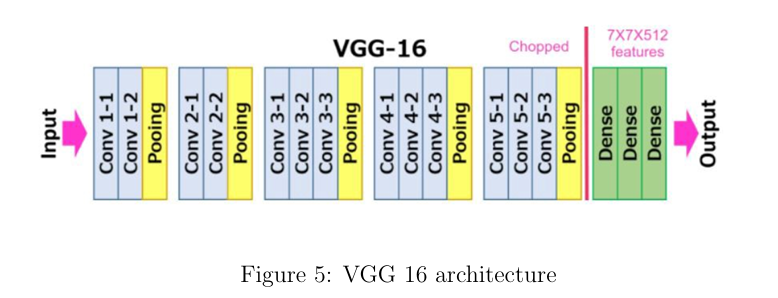 VGG-16
Chopped
7X7X512
features
Input
Conv 1-1
Conv 1-2
Pooing
Conv 2-1
Conv 2-2
Pooing
Conv 3-1
Conv 3-2
Conv 3-3
Pooing
Conv 4-1
Conv 4-2
Conv 4-3
Pooing
Conv 5-1
Conv 5-2
Conv 5-3
Pooing
Dense
Dense
Dense
Output
Figure 5: VGG 16 architecture